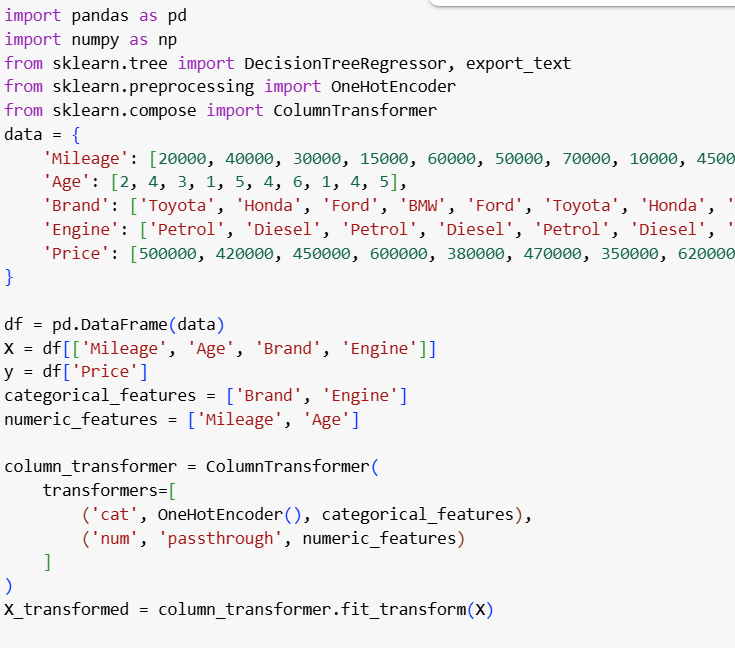 import pandas as pd
import numpy as np
from sklearn.tree import DecisionTreeRegressor, export_text
from sklearn.preprocessing import OneHotEncoder
from sklearn.compose import ColumnTransformer
data = {
    'Mileage': [20000, 40000, 30000, 15000, 60000, 50000, 70000, 10000, 4500
    'Age': [2, 4, 3, 1, 5, 4, 6, 1, 4, 5],
    'Brand': ['Toyota', 'Honda', 'Ford', 'BMW', 'Ford', 'Toyota', 'Honda', '
    'Engine': ['Petrol', 'Diesel', 'Petrol', 'Diesel', 'Petrol', 'Diesel', '
    'Price': [500000, 420000, 450000, 600000, 380000, 470000, 350000, 620000
}

df = pd.DataFrame(data)
X = df[['Mileage', 'Age', 'Brand', 'Engine']]
y = df['Price']
categorical_features = ['Brand', 'Engine']
numeric_features = ['Mileage', 'Age']

column_transformer = ColumnTransformer(
    transformers=[
        ('cat', OneHotEncoder(), categorical_features),
        ('num', 'passthrough', numeric_features)
    ]
)
X_transformed = column_transformer.fit_transform(X)